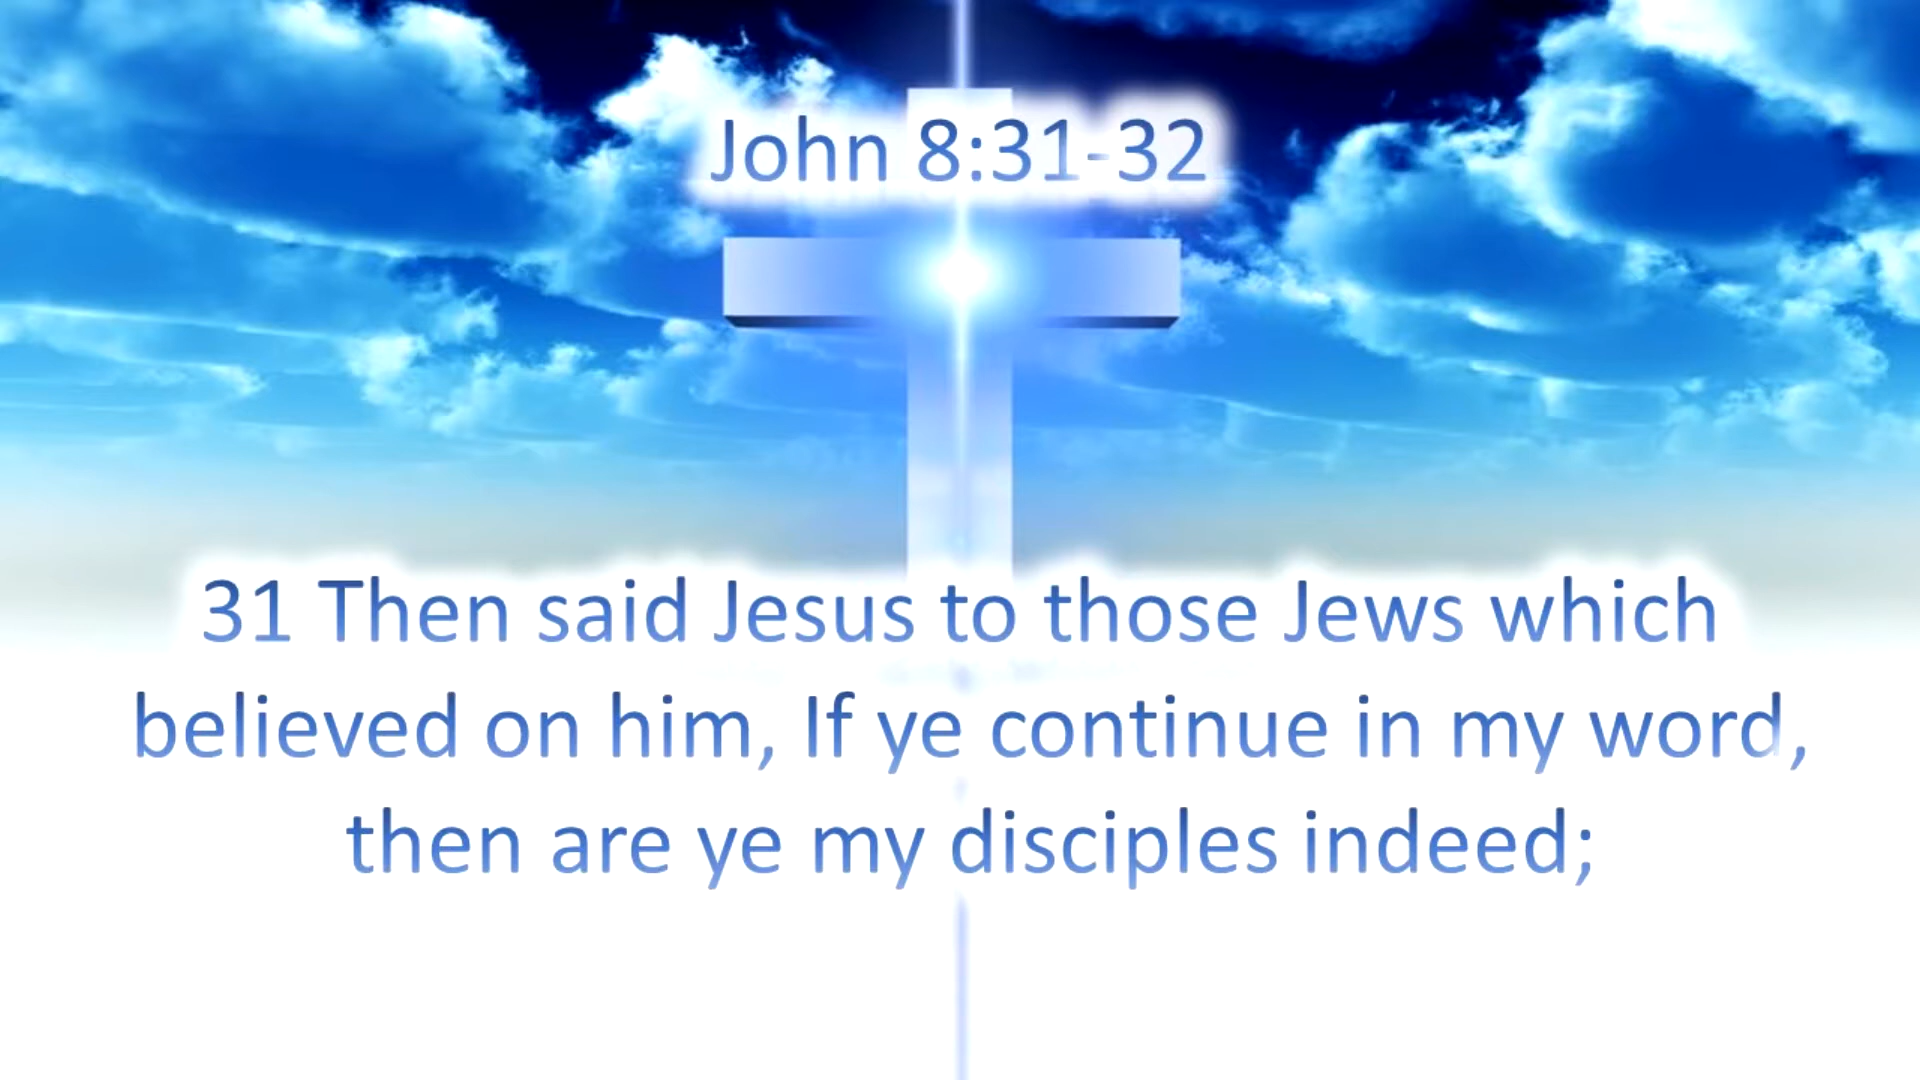 John 8:31-32
31 Then said Jesus to those Jews which
believed on him, If ye continue in my word,
then are ye my disciples indeed;